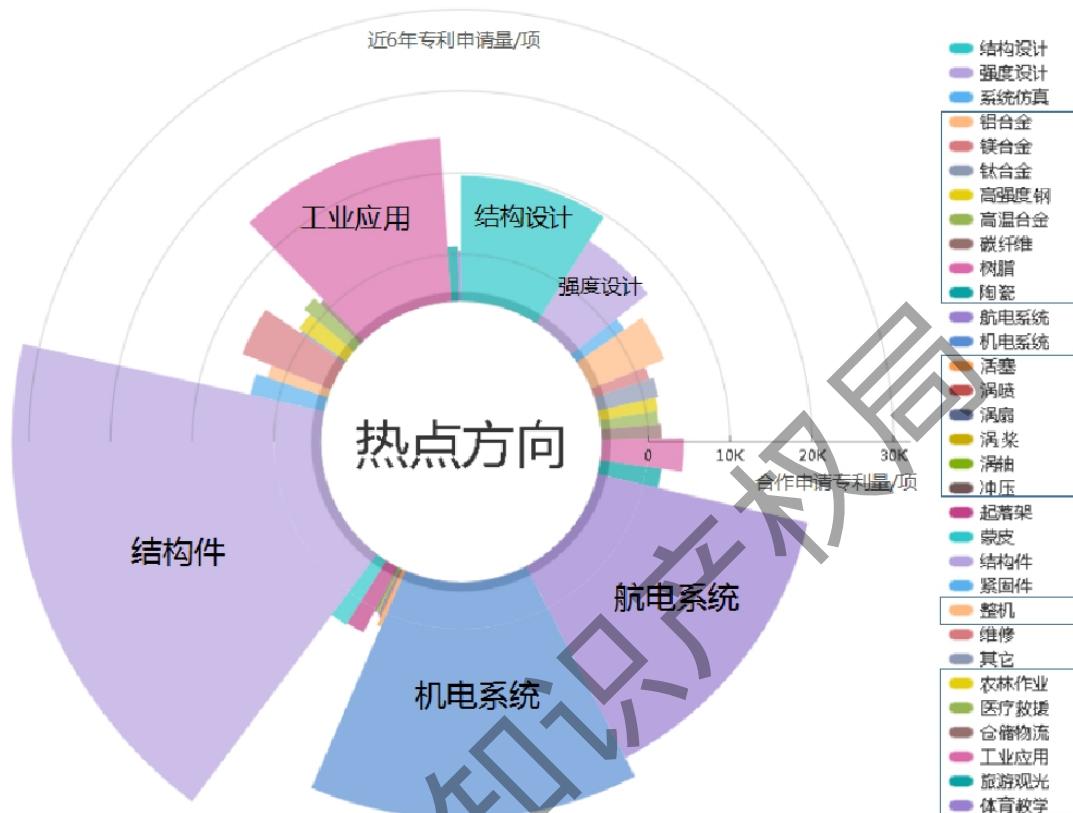 近6年专利申请量/项
工业应用
结构设计
强度设计
热点方向
0
10K
20K
30K
合作申请专利量/项
结构件
航电系统
机电系统
结构设计
强度设计
系统仿真
铝合金
镁合金
钛合金
高强度钢
高温合金
碳纤维
树脂
陶瓷
航电系统
机电系统
活塞
涡喷
涡扇
涡桨
涡轴
冲压
起落架
蒙皮
结构件
紧固件
整机
维修
其它
农林作业
医疗救援
仓储物流
工业应用
旅游观光
体育教学
知识产权局